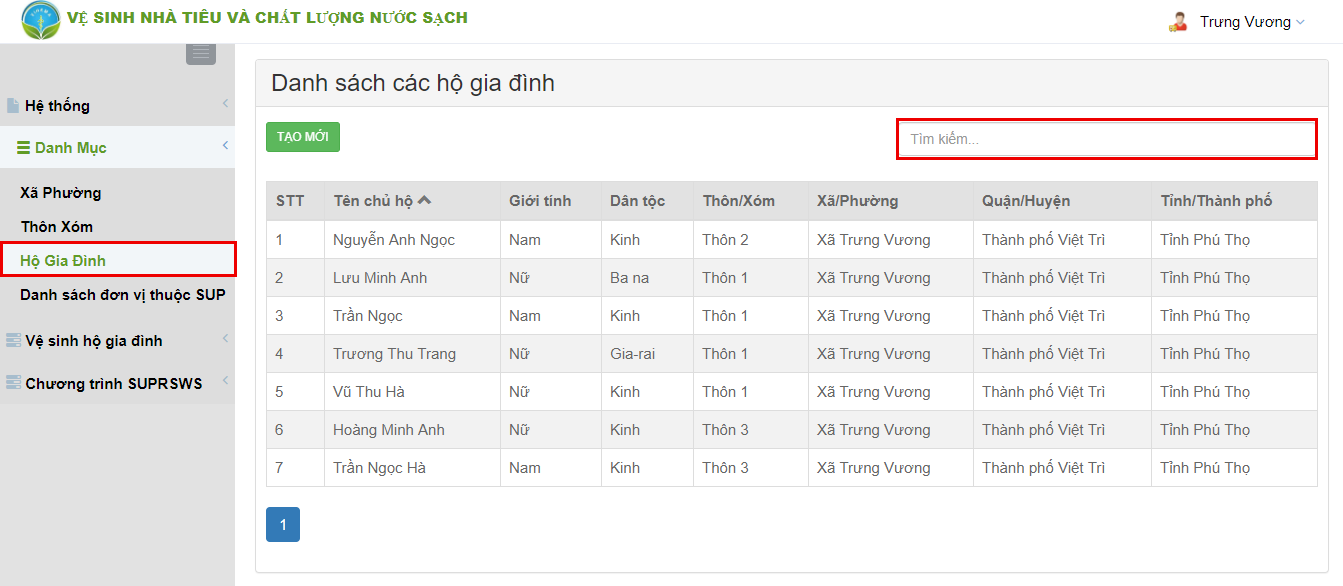 VỆ SINH NHÀ TIÊU VÀ CHẤT LƯỢNG NƯỚC SẠCH
Trưng Vương
Hệ thống
Danh Mục
Xã Phường
Thôn Xóm
Hộ Gia Đình
Danh sách đơn vị thuộc SUP
Vệ sinh hộ gia đình
Chương trình SUPRSWS
Danh sách các hộ gia đình
TẠO MỚI
Tìm kiếm...
STT Tên chủ hộ Giới tính Dân tộc Thôn/Xóm Xã/Phường Quận/Huyện Tỉnh/Thành phố
1 Nguyễn Anh Ngọc Nam Kinh Thôn 2 Xã Trưng Vương Thành phố Việt Trì Tỉnh Phú Thọ
2 Lưu Minh Anh Nữ Ba na Thôn 1 Xã Trưng Vương Thành phố Việt Trì Tỉnh Phú Thọ
3 Trần Ngọc Nam Kinh Thôn 1 Xã Trưng Vương Thành phố Việt Trì Tỉnh Phú Thọ
4 Trương Thu Trang Nữ Gia-rai Thôn 1 Xã Trưng Vương Thành phố Việt Trì Tỉnh Phú Thọ
5 Vũ Thu Hà Nữ Kinh Thôn 1 Xã Trưng Vương Thành phố Việt Trì Tỉnh Phú Thọ
6 Hoàng Minh Anh Nữ Kinh Thôn 3 Xã Trưng Vương Thành phố Việt Trì Tỉnh Phú Thọ
7 Trần Ngọc Hà Nam Kinh Thôn 3 Xã Trưng Vương Thành phố Việt Trì Tỉnh Phú Thọ
1